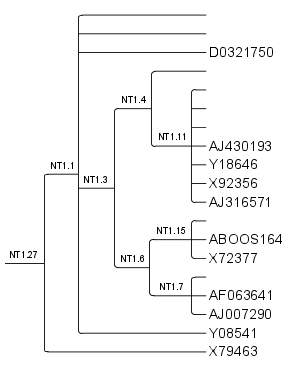 D0321750
NT1.4
NT1.11
AJ430193
Y18646
NT1.1
NT1.3
X92356
AJ316571
NT1.15
ABOOS164
NT1.27
NT1.6
X72377
NT1.7
AF063641
AJ007290
Y08541
X79463